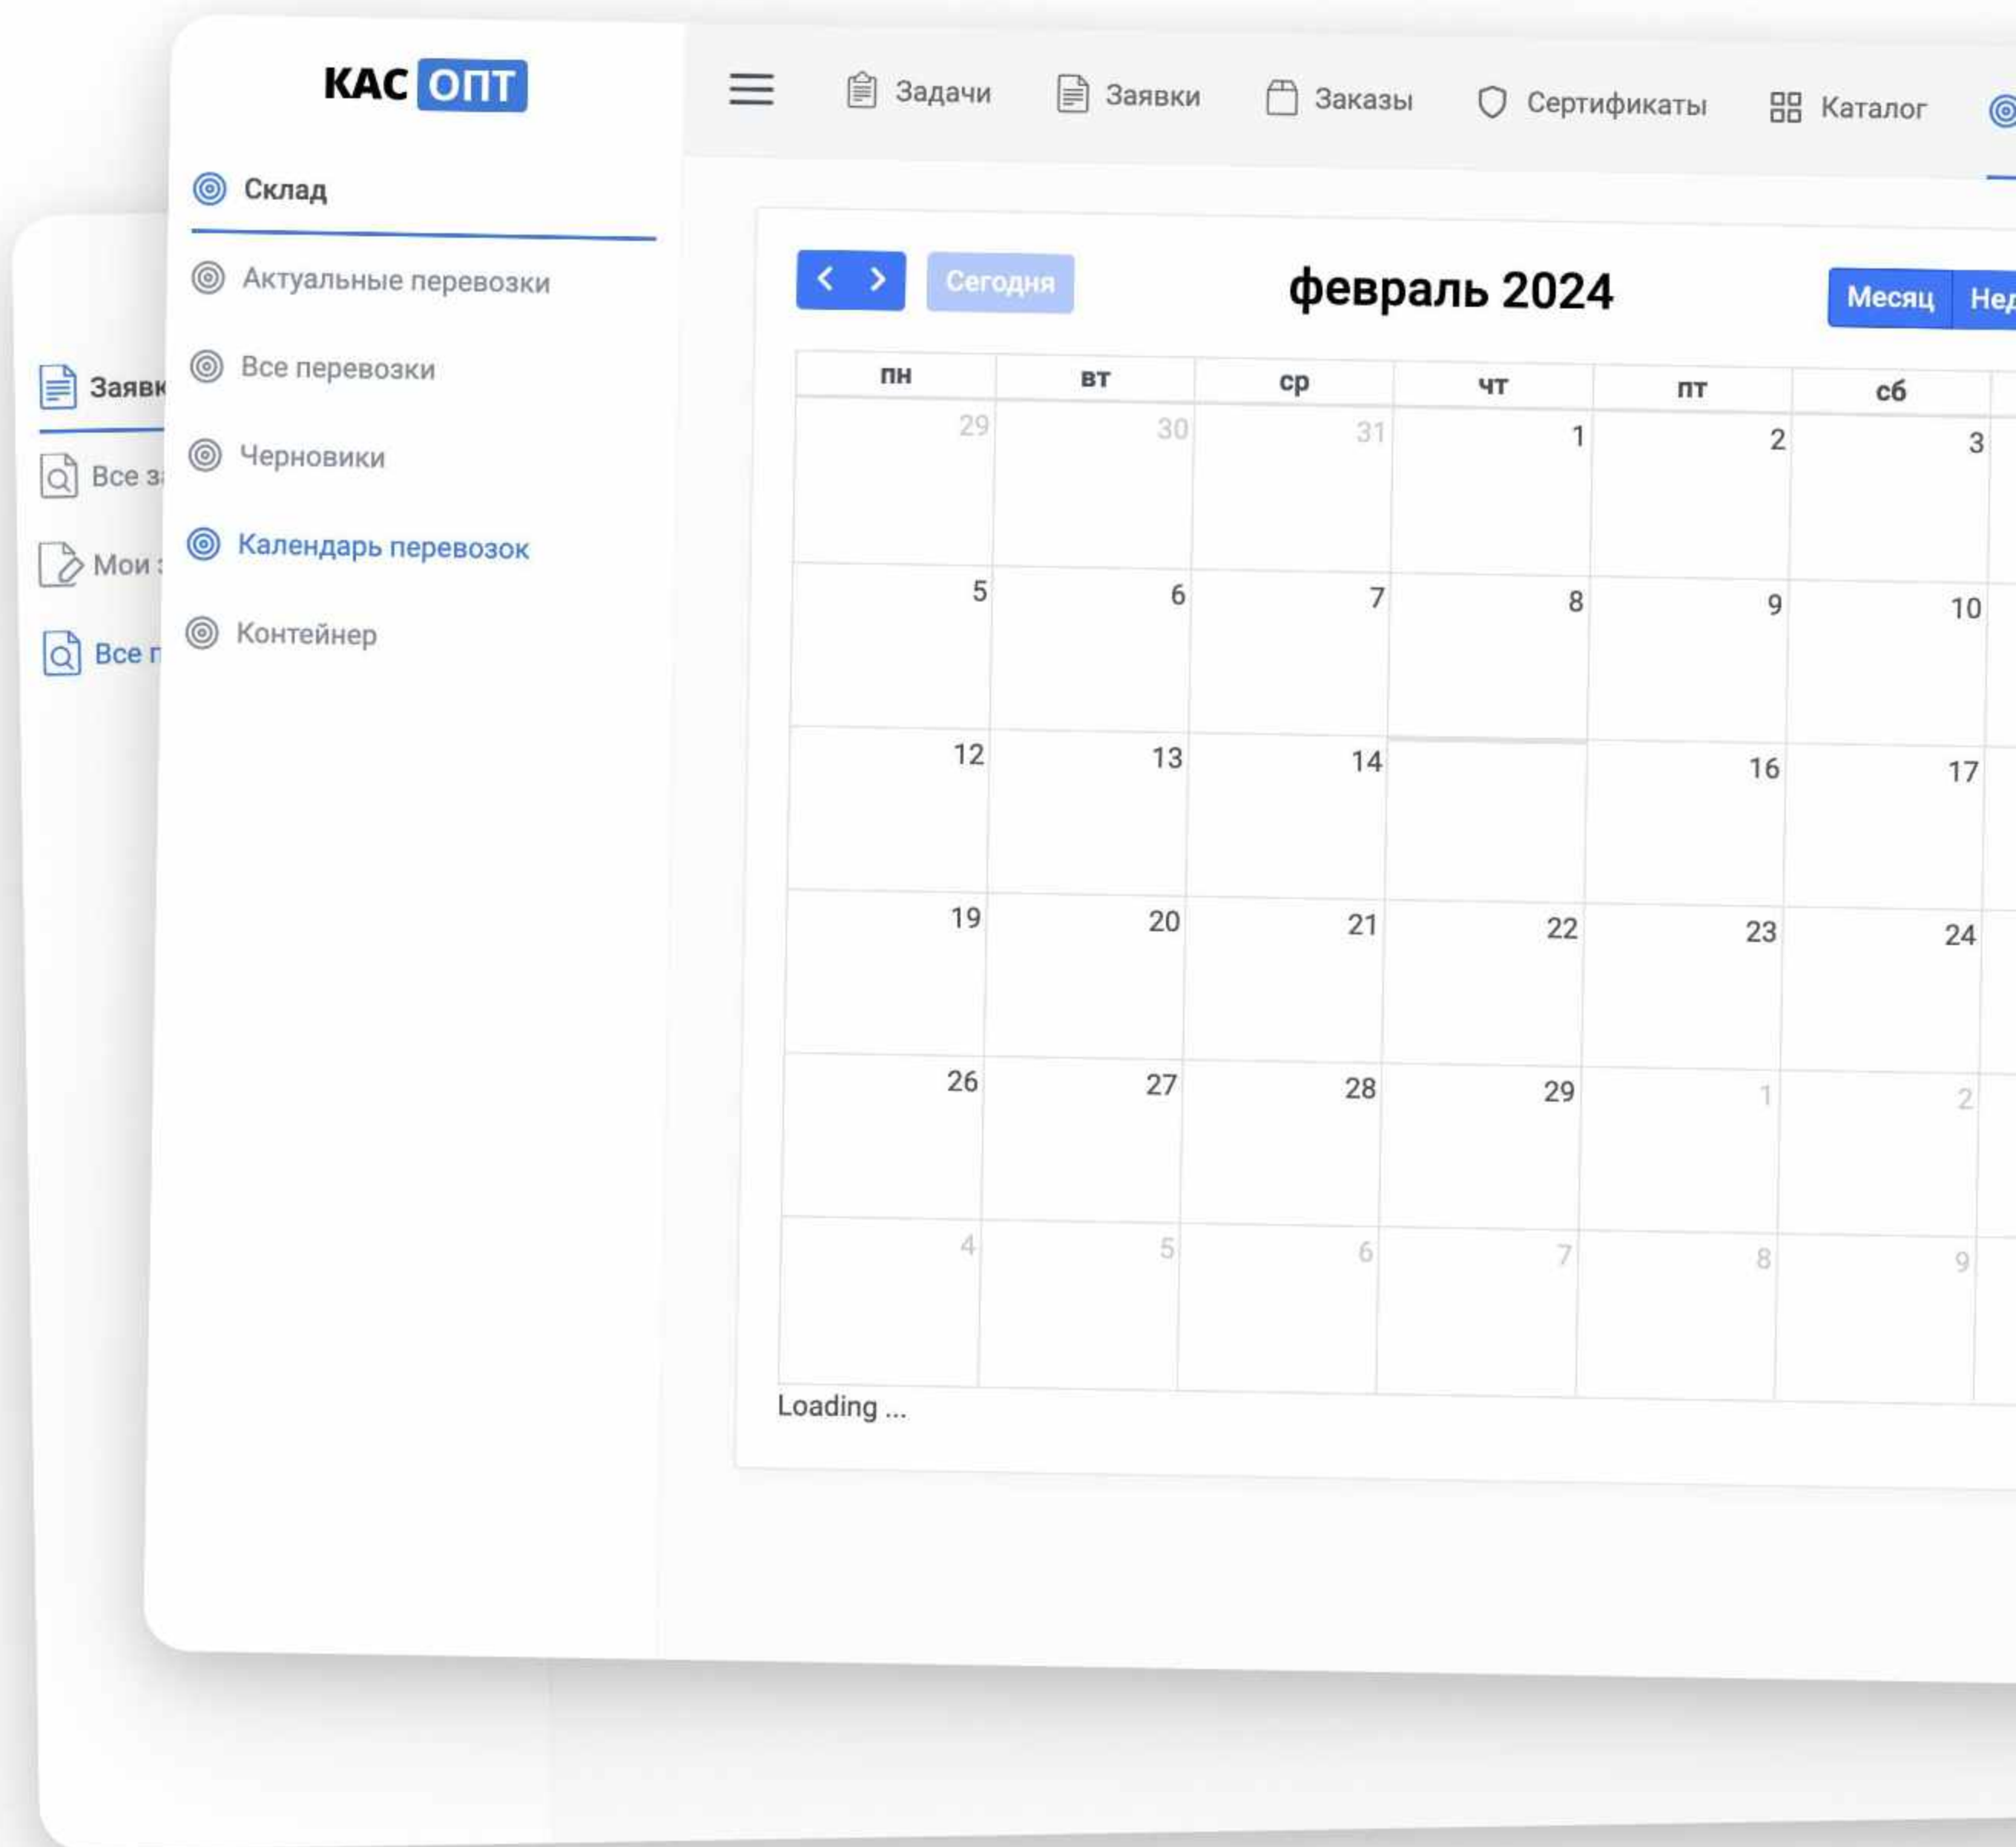 КАС ОПТ
Задачи Заявки Заказы Сертификаты Каталог
Склад
Актуальные перевозки
Все перевозки
Черновики
Календарь перевозок
Контейнер
Все
Мои
Все
Сегодня февраль 2024 Месяц
пн вт ср чт пт сб
29 30 31 1 2 3
5 6 7 8 9 10
12 13 14 16 17
19 20 21 22 23 24
26 27 28 29 1 2
4 5 6 7 8 9
Loading ...